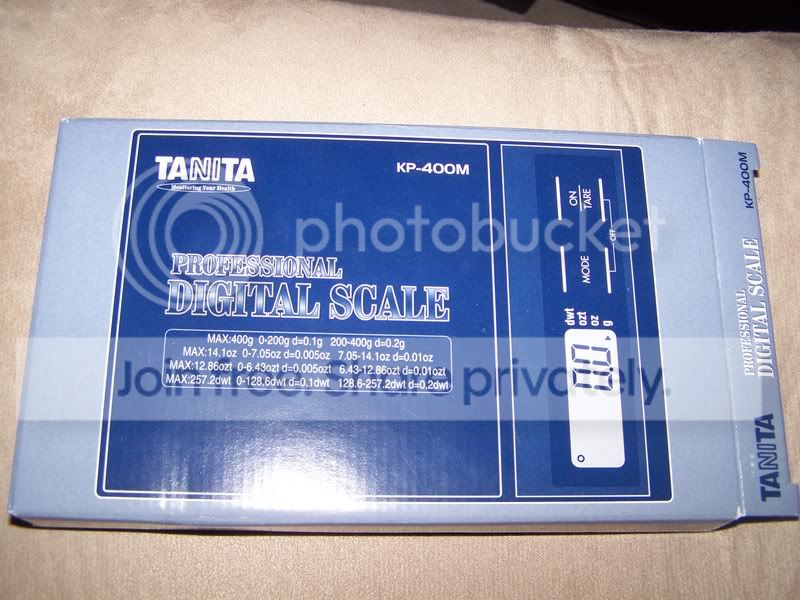 TANITA
Monitoring Your Health
KP-400M
PROFESSIONAL
DIGITAL SCALE
MAX:400g 0-200g d=0.1g 200-400g d=0.2g
MAX:14.1oz 0-7.05oz d=0.005oz 7.05-14.1oz d=0.01oz
MAX:12.86ozt 0-6.43ozt d=0.005ozt 6.43-12.86ozt d=0.01ozt
MAX:257.2dwt 0-128.6dwt d=0.1dwt 128.6-257.2dwt d=0.2dwt
ON
TARE
OFF
MODE
dwt
ozt
oz
g
0.0
KP-400M
PROFESSIONAL
DIGITAL SCALE
TANITA
photobucket
Join free. Share privately.